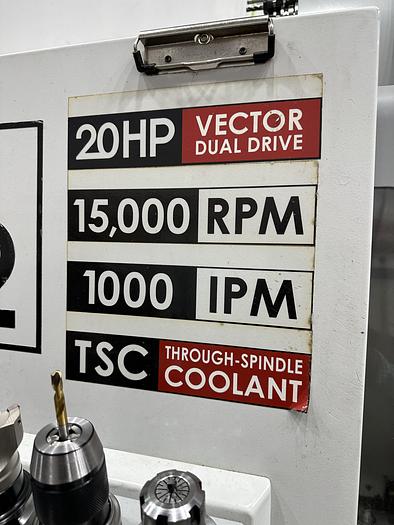 20HP VECTOR
DUAL DRIVE
15,000 RPM
1000 IPM
TSC THROUGH-SPINDLE
COOLANT